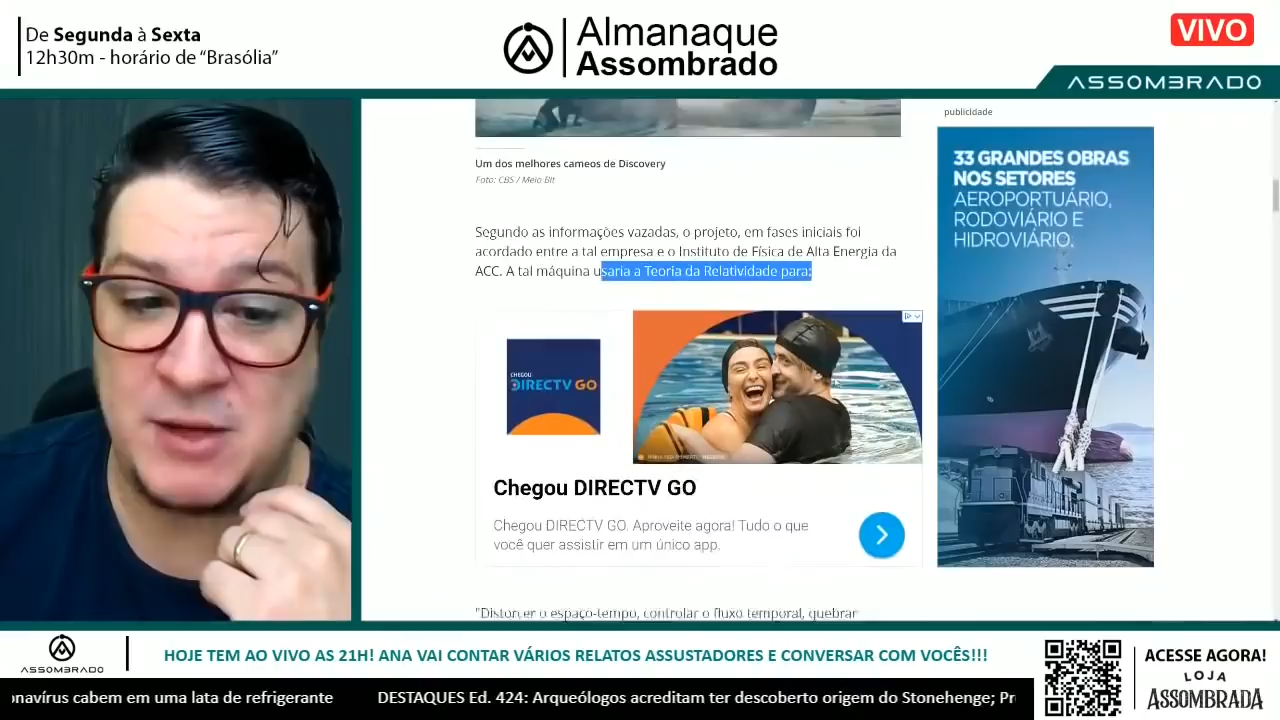 De Segunda à Sexta
12h30m - horário de “Brasólia”
Almanaque
Assombrado
VIVO
ASSOMBRADO
publicidade
Um dos melhores cameos de Discovery
Foto: CBS / Meio Bit
Segundo as informações vazadas, o projeto, em fases iniciais foi
acordado entre a tal empresa e o Instituto de Física de Alta Energia da
ACC. A tal máquina usaria a Teoria da Relatividade para:
33 GRANDES OBRAS
NOS SETORES
AEROPORTUÁRIO,
RODOVIÁRIO E
HIDROVIÁRIO.
CHEGOU
DIRECTV GO
Chegou DIRECTV GO
Chegou DIRECTV GO. Aproveite agora! Tudo o que
você quer assistir em um único app.
"Distorcer o espaço-tempo, controlar o fluxo temporal, quebrar
ASSOMBRADO
HOJE TEM AO VIVO AS 21H! ANA VAI CONTAR VÁRIOS RELATOS ASSUSTADORES E CONVERSAR COM VOCÊS!!!
ACESSE AGORA!
LOJA
ASSOMBRADA
onavírus cabem em uma lata de refrigerante DESTAQUES Ed. 424: Arqueólogos acreditam ter descoberto origem do Stonehenge;